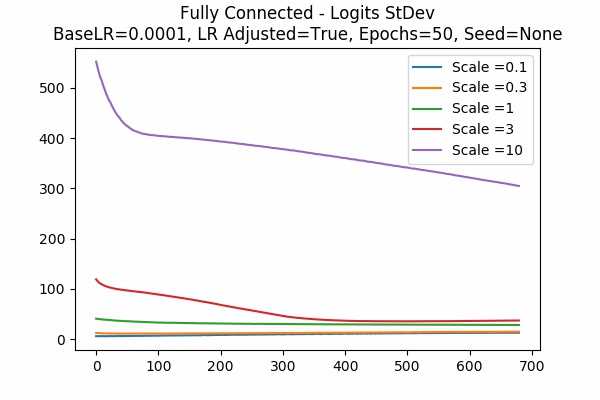 Fully Connected - Logits StDev
BaseLR=0.0001, LR Adjusted=True, Epochs=50, Seed=None
Scale =0.1
Scale =0.3
Scale =1
Scale =3
Scale =10
500
400
300
200
100
0
0 100 200 300 400 500 600 700